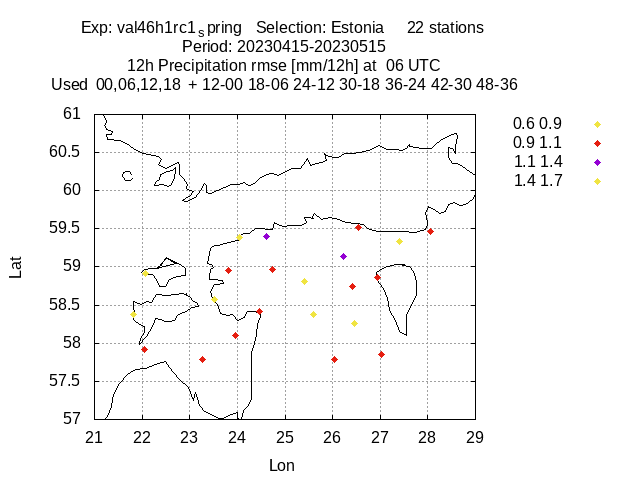 Exp: val46h1rc1spring   Selection: Estonia     22 stations
Period: 20230415-20230515
12h Precipitation rmse [mm/12h] at  06 UTC
Used  00,06,12,18  + 12-00 18-06 24-12 30-18 36-24 42-30 48-36
0.6 0.9
0.9 1.1
1.1 1.4
1.4 1.7
Lat
61
60.5
60
59.5
59
58.5
58
57.5
57
21 22 23 24 25 26 27 28 29
Lon